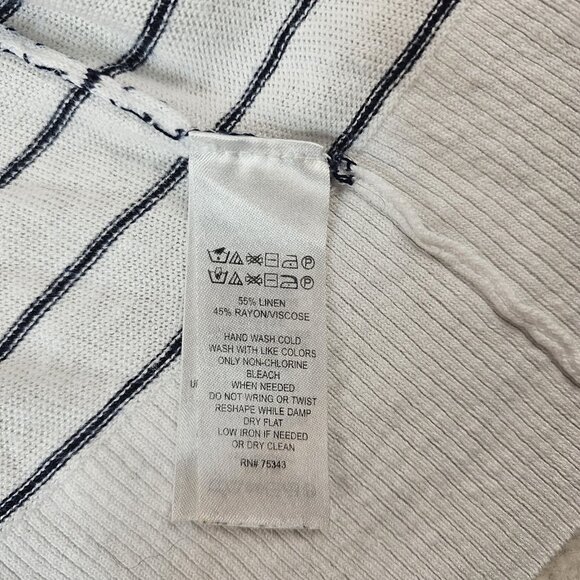 55% LINEN
45% RAYON/VISCOSE
HAND WASH COLD
WASH WITH LIKE COLORS
ONLY NON-CHLORINE
BLEACH
WHEN NEEDED
DO NOT WRING OR TWIST
RESHAPE WHILE DAMP
DRY FLAT
LOW IRON IF NEEDED
OR DRY CLEAN
RN# 75343